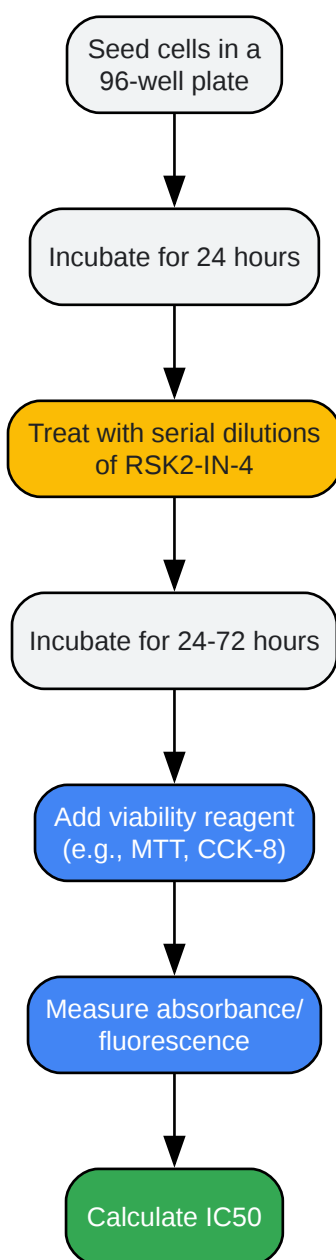 Seed cells in a
96-well plate
Incubate for 24 hours
Treat with serial dilutions
of RSK2-IN-4
Incubate for 24-72 hours
Add viability reagent
(e.g., MTT, CCK-8)
Measure absorbance/
fluorescence
Calculate IC50